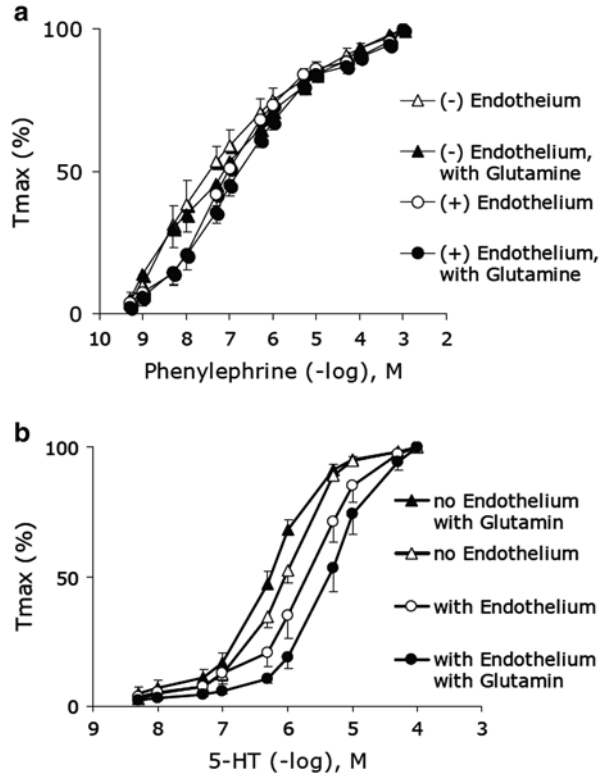 a
100
50
0
Tmax (%)
10 9 8 7 6 5 4 3 2
Phenylephrine (-log), M
(-) Endotheium
(-) Endothelium,
with Glutamine
(+) Endothelium
(+) Endothelium,
with Glutamine
b
100
50
0
Tmax (%)
9 8 7 6 5 4 3
5-HT (-log), M
no Endothelium
with Glutamin
no Endothelium
with Endothelium
with Endothelium
with Glutamin